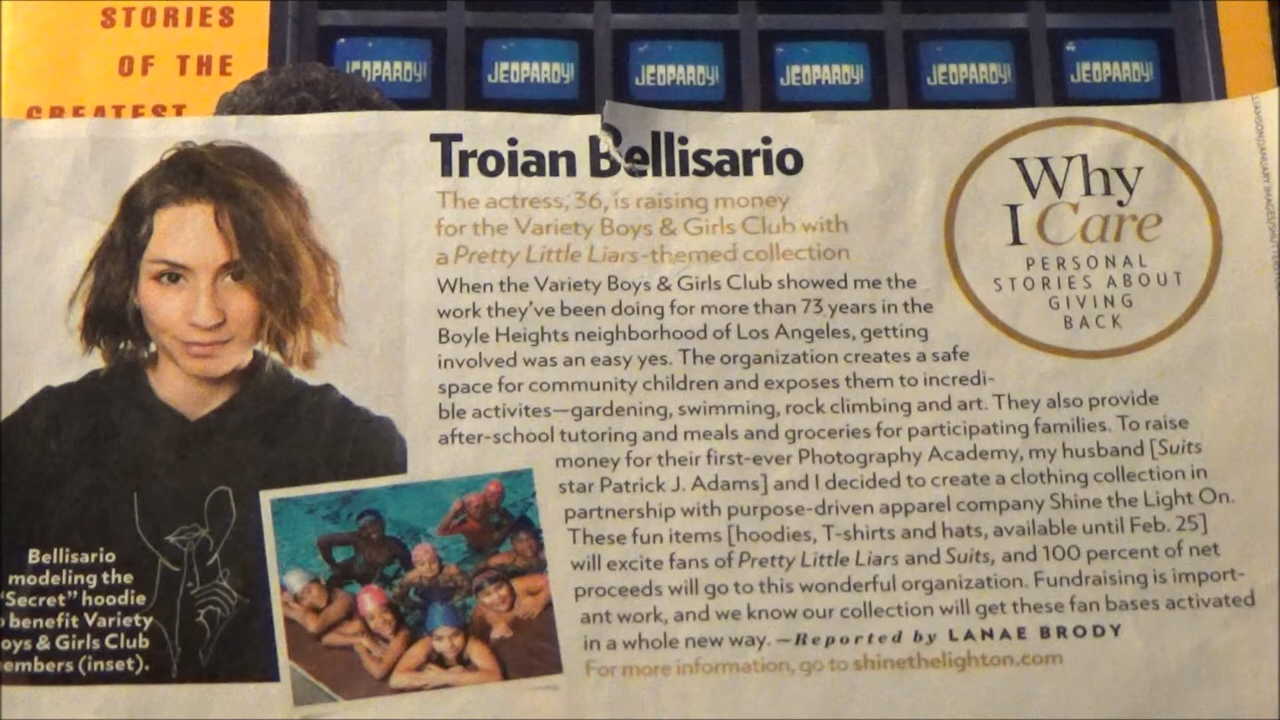 STORIES
OF THE
GREATEST
JEOPARDY!
JEOPARDY!
JEOPARDY!
JEOPARDY!
JEOPARDY!
JEOPARDY!
Troian Bellisario
The actress, 36, is raising money
for the Variety Boys & Girls Club with
a Pretty Little Liars-themed collection
When the Variety Boys & Girls Club showed me the
work they've been doing for more than 73 years in the
Boyle Heights neighborhood of Los Angeles, getting
involved was an easy yes. The organization creates a safe
space for community children and exposes them to incredi-
ble activites—gardening, swimming, rock climbing and art. They also provide
after-school tutoring and meals and groceries for participating families. To raise
money for their first-ever Photography Academy, my husband [Suits
star Patrick J. Adams] and I decided to create a clothing collection in
partnership with purpose-driven apparel company Shine the Light On.
These fun items [hoodies, T-shirts and hats, available until Feb. 25]
will excite fans of Pretty Little Liars and Suits, and 100 percent of net
proceeds will go to this wonderful organization. Fundraising is import-
ant work, and we know our collection will get these fan bases activated
in a whole new way. —Reported by LANAE BRODY
For more information, go to shinethelighton.com
Why
I Care
PERSONAL
STORIES ABOUT
GIVING
BACK
Bellisario
modeling the
"Secret" hoodie
o benefit Variety
oys & Girls Club
embers (inset).